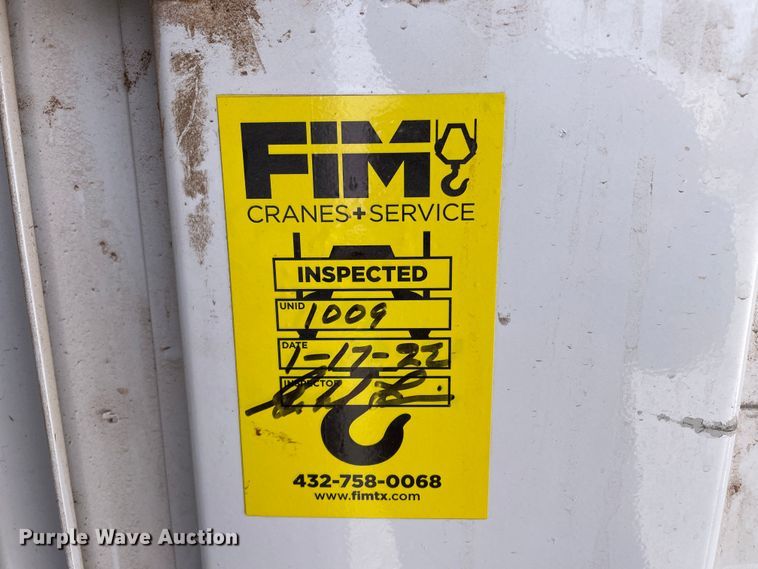 FIM
CRANES+SERVICE
INSPECTED
UNID 1009
DATE 1-17-22
INSPECTOR
432-758-0068
www.fimtx.com
Purple Wave Auction